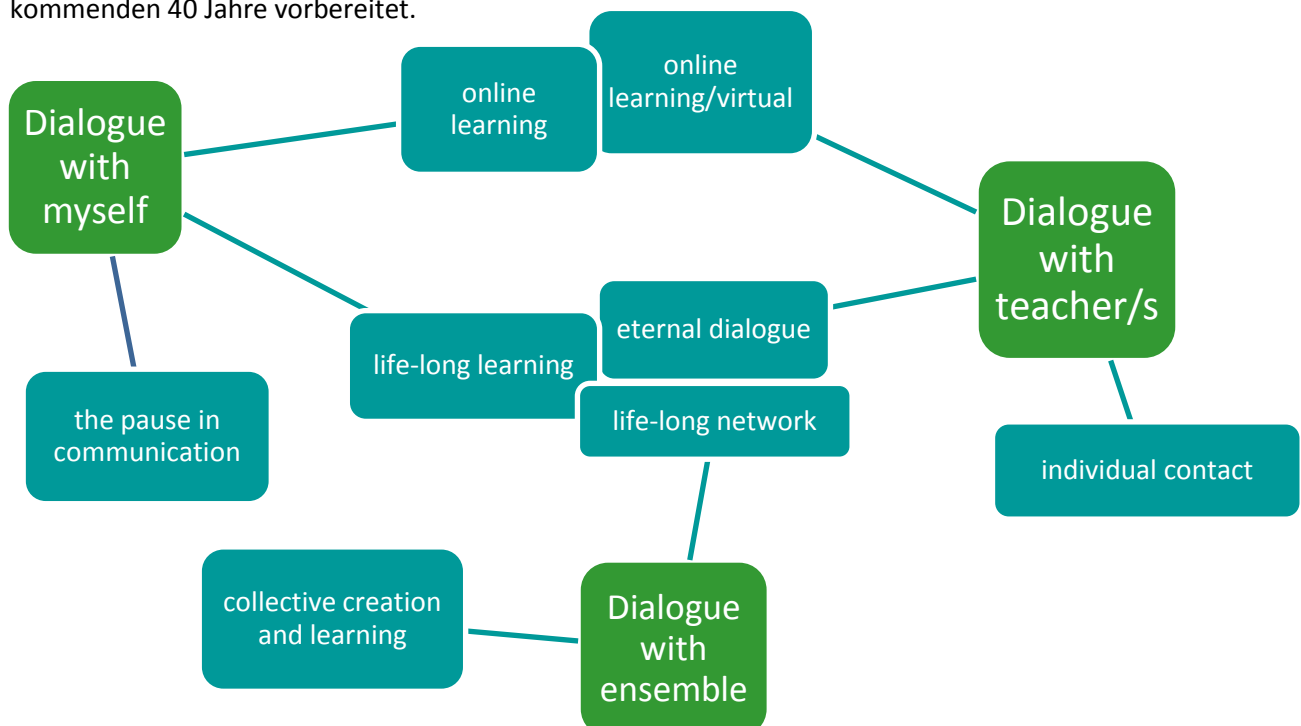 kommenden 40 Jahre vorbereitet.
online
learning/virtual
online
learning
Dialogue
with
myself
Dialogue
with
teacher/s
eternal dialogue
life-long learning
life-long network
the pause in
communication
individual contact
collective creation
and learning
Dialogue
with
ensemble